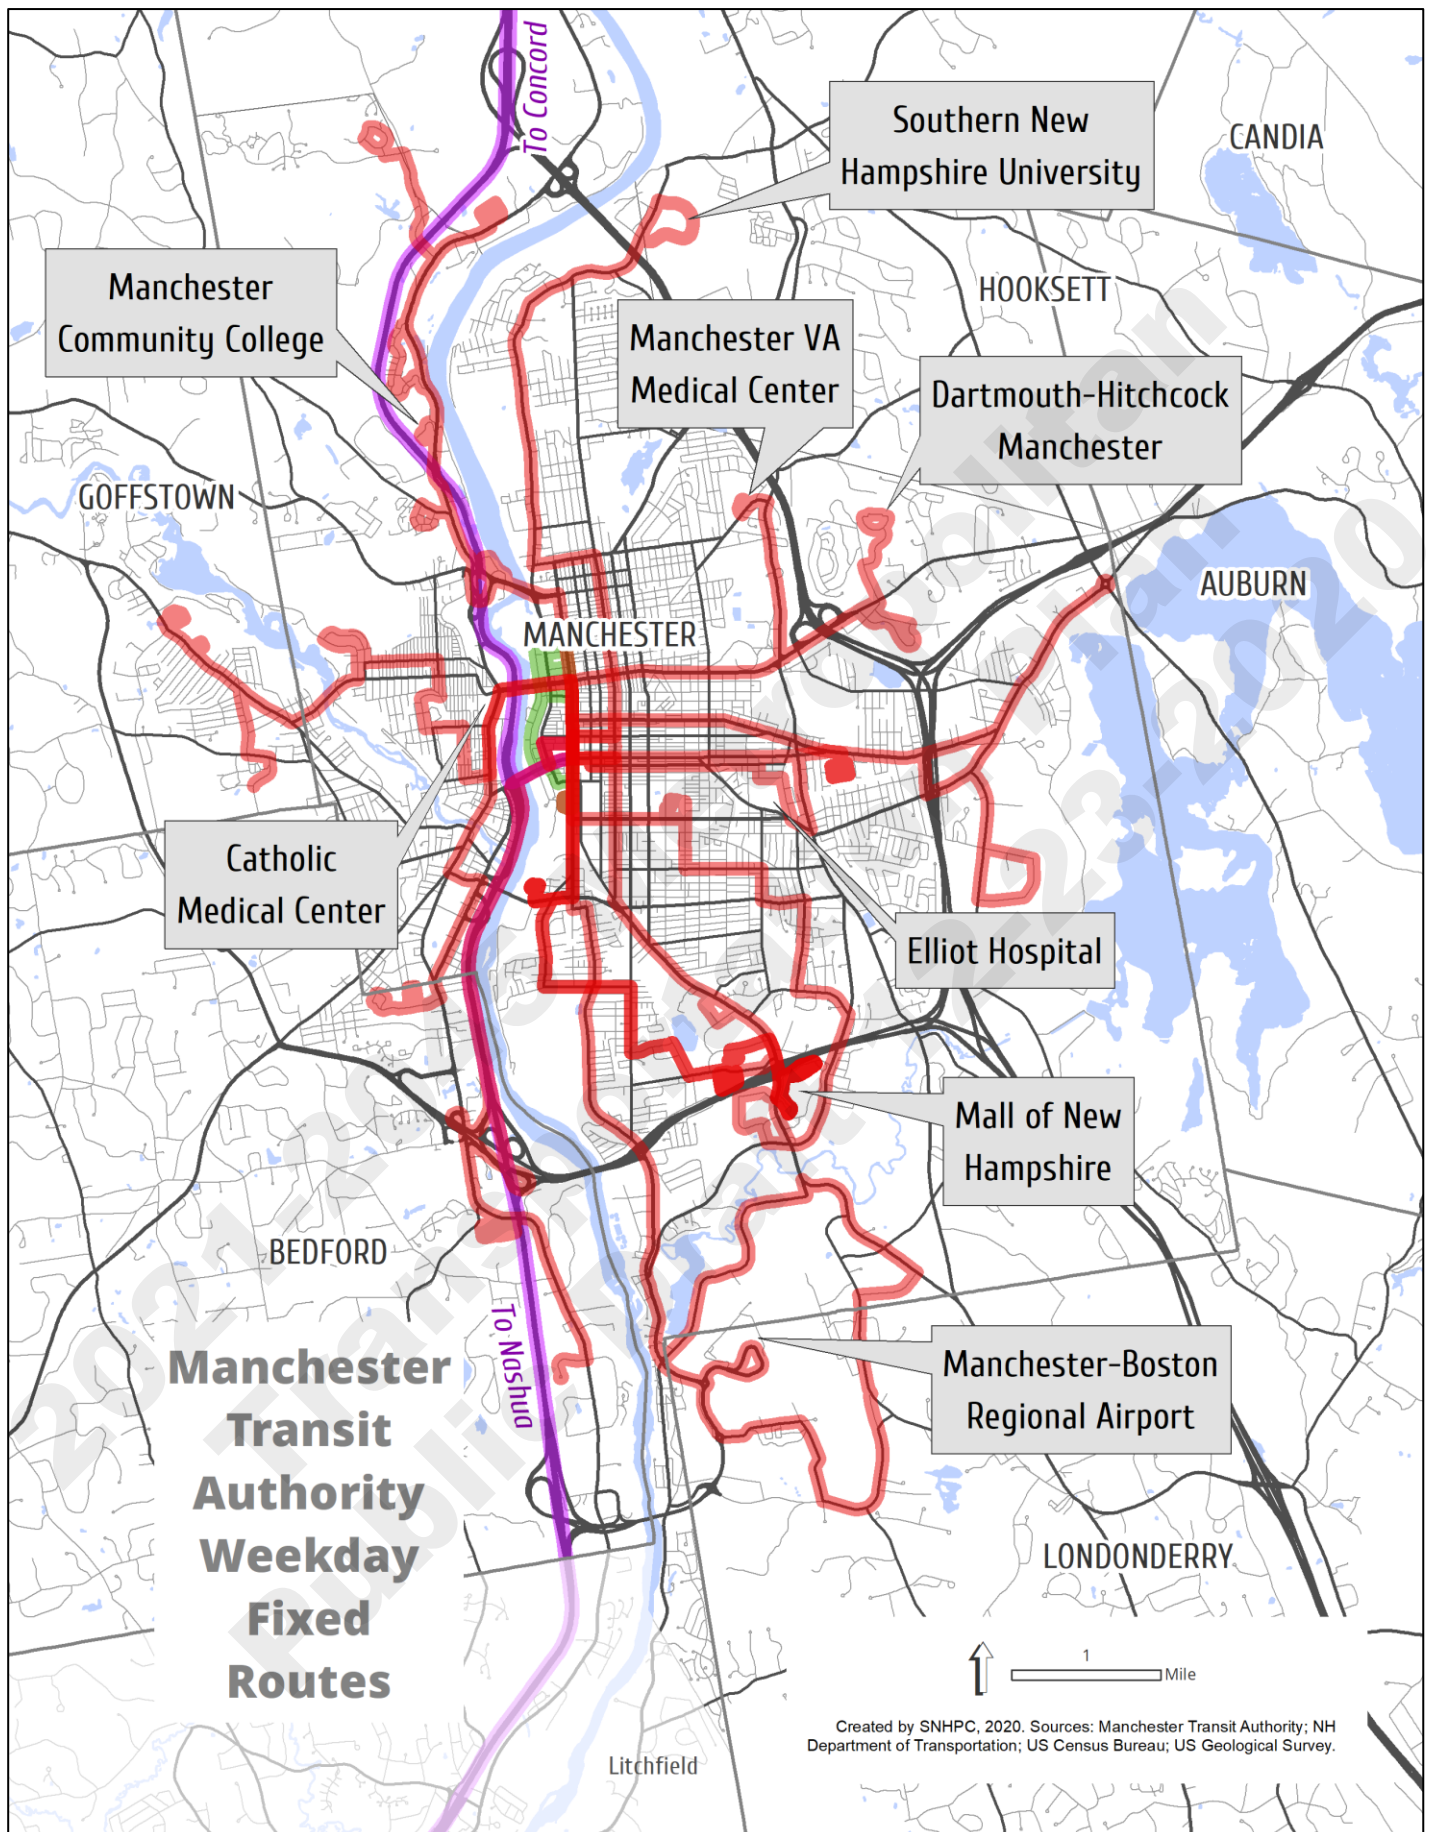 To Concord
Southern New
Hampshire University
CANDIA
Manchester
Community College
HOOKSETT
Manchester VA
Medical Center
Dartmouth-Hitchcock
Manchester
GOFFSTOWN
AUBURN
MANCHESTER
Catholic
Medical Center
Elliot Hospital
Mall of New
Hampshire
BEDFORD
To Nashua
Manchester-Boston
Regional Airport
Manchester
Transit
Authority
Weekday
Fixed
Routes
LONDONDERRY
1
Mile
Created by SNHPC, 2020. Sources: Manchester Transit Authority; NH
Department of Transportation; US Census Bureau; US Geological Survey.
Litchfield